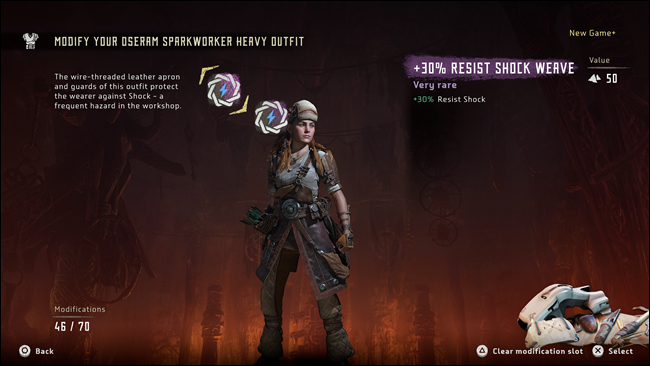 MODIFY YOUR OSERAM SPARKWORKER HEAVY OUTFIT
New Game+
The wire-threaded leather apron
and guards of this outfit protect
the wearer against Shock – a
frequent hazard in the workshop.
+30% RESIST SHOCK WEAVE
Very rare
+30% Resist Shock
Value
50
Modifications
46 / 70
Back
Clear modification slot
Select